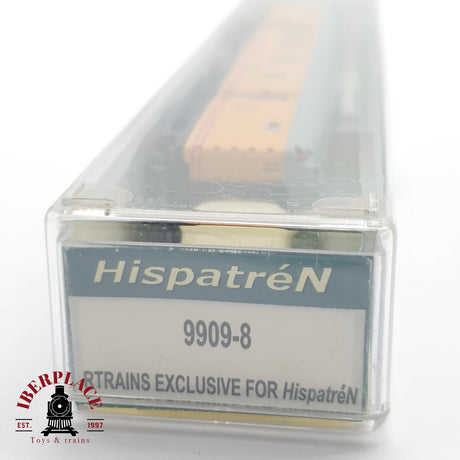 HispatréN
9909-8
RTRAINS EXCLUSIVE FOR HispatréN
IBERPLACE
EST. 1997
Toys & trains